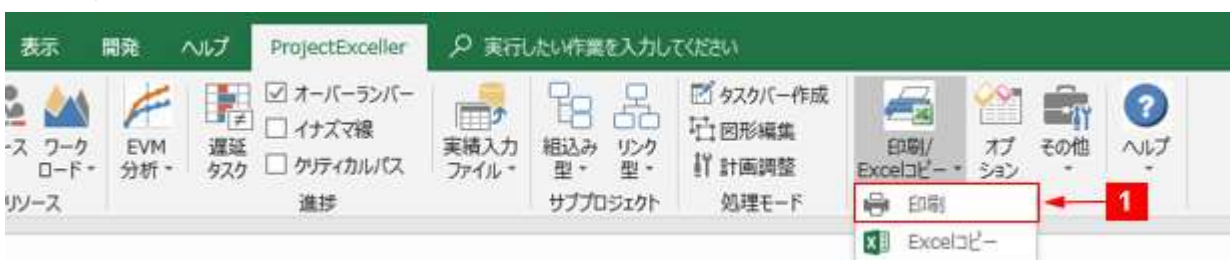 表示 開発 ヘルプ ProjectExceller 実行したい作業を入力してください
ース
ワークロード
EVM分析
遅延タスク
オーバーランバー
イナズマ線
クリティカルパス
実績入力ファイル
組込み型
リンク型
タスクバー作成
図形編集
計画調整
印刷/Excelコピー
オプション
その他
ヘルプ
リソース 進捗 サブプロジェクト 処理モード
印刷 1
Excelコピー